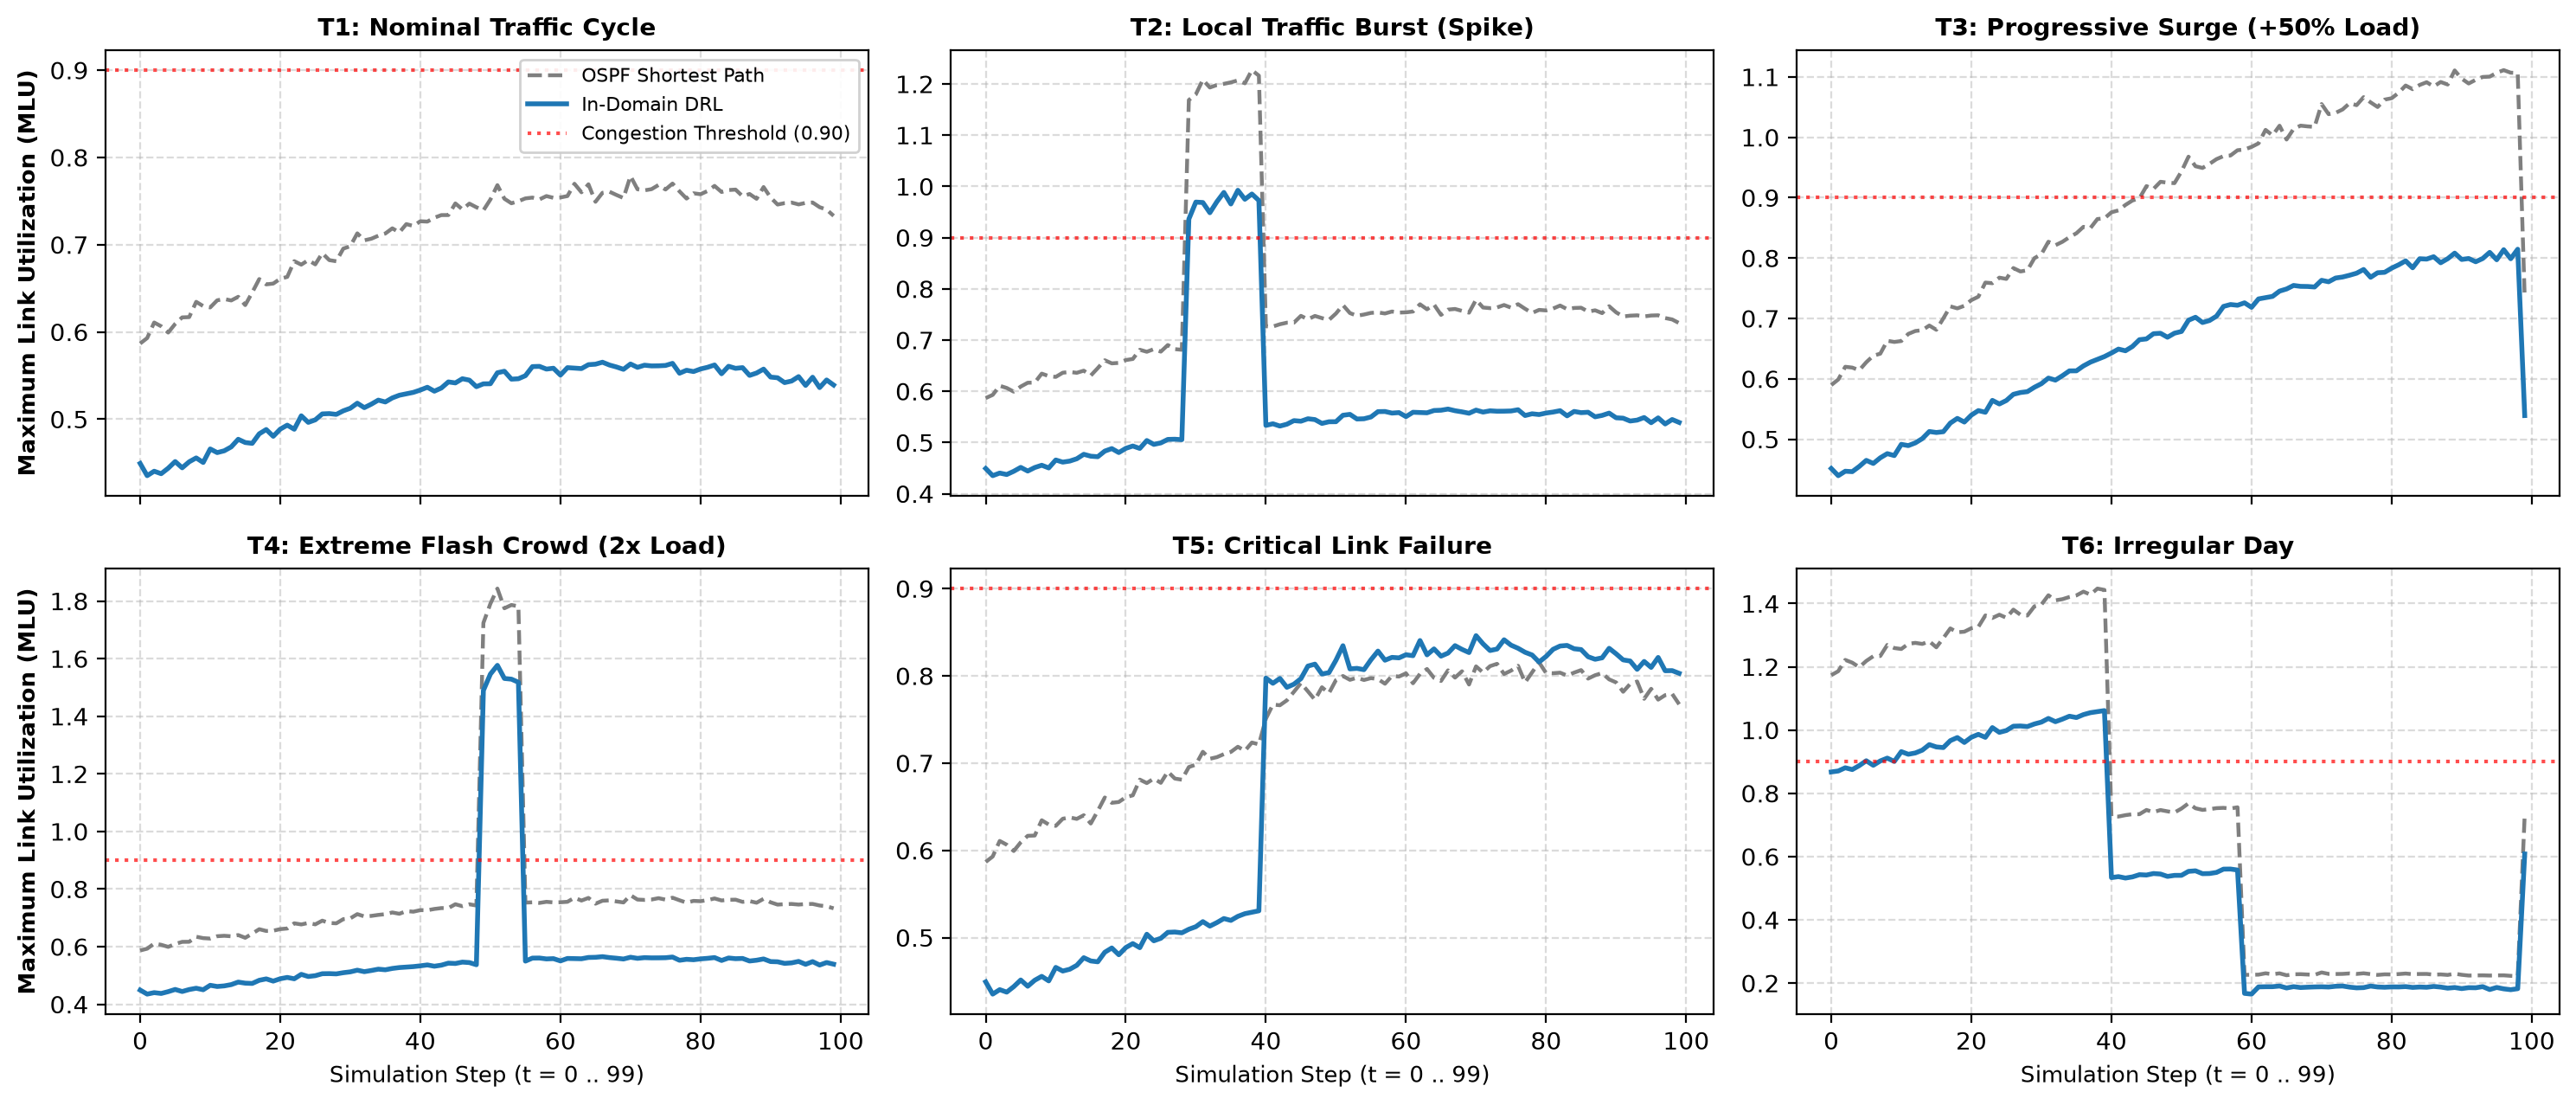 T1: Nominal Traffic Cycle
T2: Local Traffic Burst (Spike)
T3: Progressive Surge (+50% Load)
Maximum Link Utilization (MLU)
0.9
0.8
0.7
0.6
0.5
OSPF Shortest Path
In-Domain DRL
Congestion Threshold (0.90)
1.2
1.1
1.0
0.9
0.8
0.7
0.6
0.5
0.4
1.1
1.0
0.9
0.8
0.7
0.6
0.5
T4: Extreme Flash Crowd (2x Load)
T5: Critical Link Failure
T6: Irregular Day
Maximum Link Utilization (MLU)
1.8
1.6
1.4
1.2
1.0
0.8
0.6
0.4
0 20 40 60 80 100
Simulation Step (t = 0 .. 99)
0.9
0.8
0.7
0.6
0.5
0 20 40 60 80 100
Simulation Step (t = 0 .. 99)
1.4
1.2
1.0
0.8
0.6
0.4
0.2
0 20 40 60 80 100
Simulation Step (t = 0 .. 99)